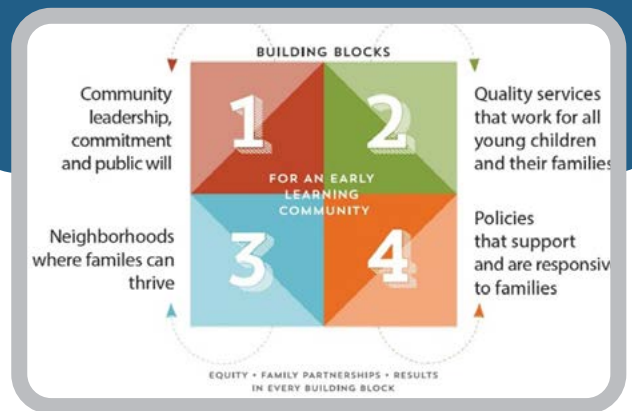 BUILDING BLOCKS
Community
leadership,
commitment
and public will
1
2
Quality services
that work for all
young children
and their families
FOR AN EARLY
LEARNING
COMMUNITY
Neighborhoods
where familes can
thrive
3
4
Policies
that support
and are responsiv
to families
EQUITY • FAMILY PARTNERSHIPS • RESULTS
IN EVERY BUILDING BLOCK